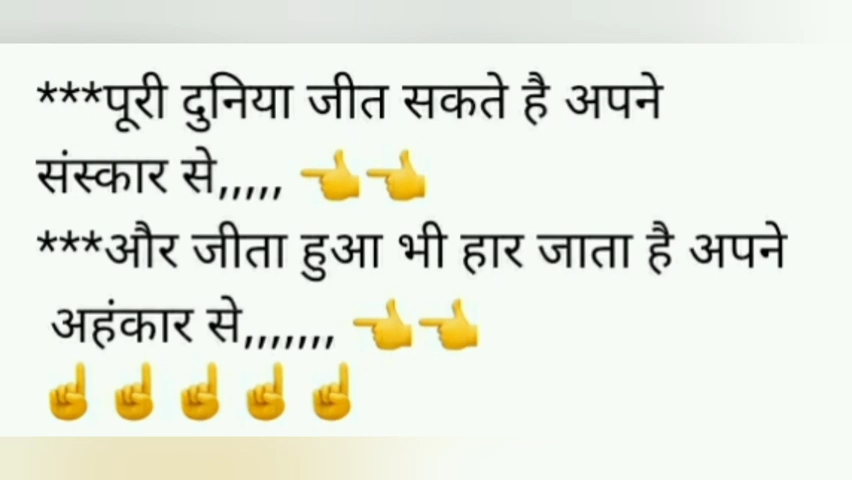 ***पूरी दुनिया जीत सकते है अपने
संस्कार से,,,,, 👈👈
***और जीता हुआ भी हार जाता है अपने
अहंकार से,,,,,,, 👈👈
☝☝☝☝☝